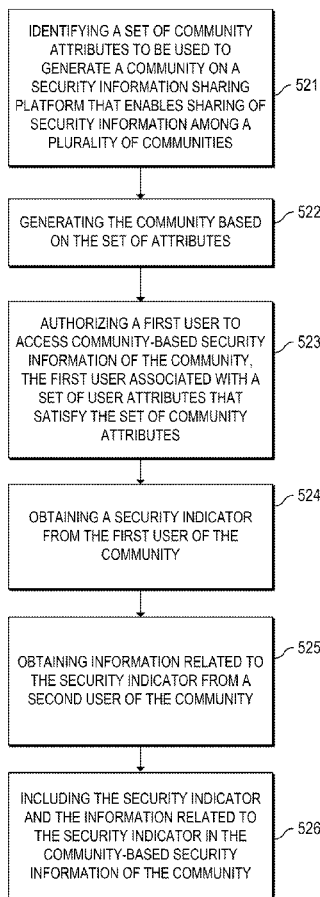 IDENTIFYING A SET OF COMMUNITY
ATTRIBUTES TO BE USED TO
GENERATE A COMMUNITY ON A
SECURITY INFORMATION SHARING
PLATFORM THAT ENABLES SHARING OF
SECURITY INFORMATION AMONG A
PLURALITY OF COMMUNITIES
521
GENERATING THE COMMUNITY BASED
ON THE SET OF ATTRIBUTES
522
AUTHORIZING A FIRST USER TO
ACCESS COMMUNITY-BASED SECURITY
INFORMATION OF THE COMMUNITY,
THE FIRST USER ASSOCIATED WITH A
SET OF USER ATTRIBUTES THAT
SATISFY THE SET OF COMMUNITY
ATTRIBUTES
523
OBTAINING A SECURITY INDICATOR
FROM THE FIRST USER OF THE
COMMUNITY
524
OBTAINING INFORMATION RELATED TO
THE SECURITY INDICATOR FROM A
SECOND USER OF THE COMMUNITY
525
INCLUDING THE SECURITY INDICATOR
AND THE INFORMATION RELATED TO
THE SECURITY INDICATOR IN THE
COMMUNITY-BASED SECURITY
INFORMATION OF THE COMMUNITY
526